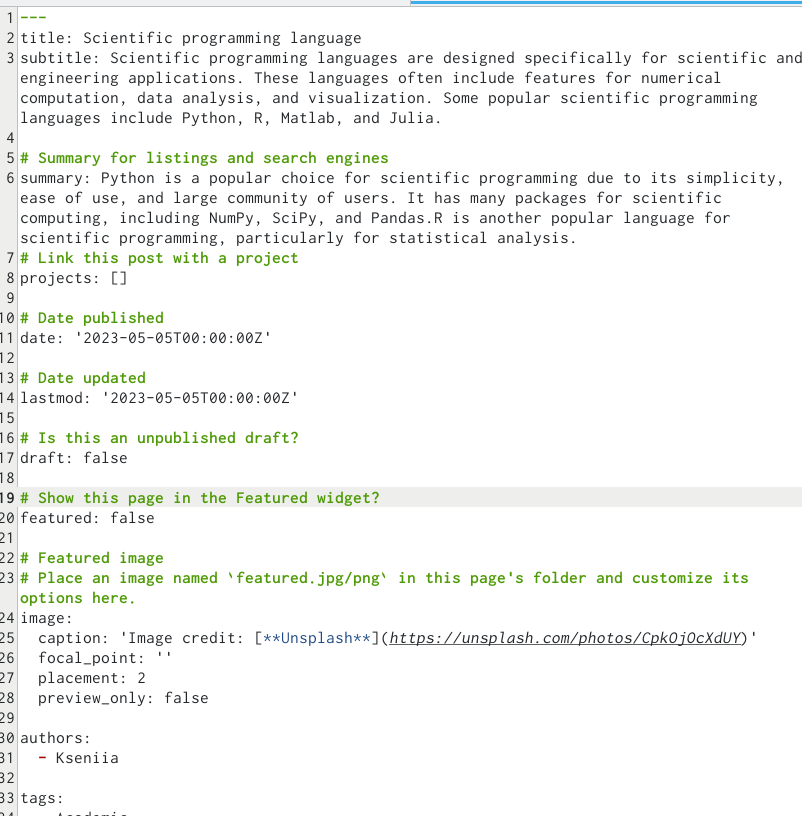 1 ---
2 title: Scientific programming language
3 subtitle: Scientific programming languages are designed specifically for scientific and
engineering applications. These languages often include features for numerical
computation, data analysis, and visualization. Some popular scientific programming
languages include Python, R, Matlab, and Julia.
4
5 # Summary for listings and search engines
6 summary: Python is a popular choice for scientific programming due to its simplicity,
ease of use, and large community of users. It has many packages for scientific
computing, including NumPy, SciPy, and Pandas.R is another popular language for
scientific programming, particularly for statistical analysis.
7 # Link this post with a project
8 projects: []
9
10 # Date published
11 date: '2023-05-05T00:00:00Z'
12
13 # Date updated
14 lastmod: '2023-05-05T00:00:00Z'
15
16 # Is this an unpublished draft?
17 draft: false
18
19 # Show this page in the Featured widget?
20 featured: false
21
22 # Featured image
23 # Place an image named `featured.jpg/png` in this page's folder and customize its
options here.
24 image:
25   caption: 'Image credit: [**Unsplash**](https://unsplash.com/photos/CpkOjOcXdUY)'
26   focal_point: ''
27   placement: 2
28   preview_only: false
29
30 authors:
31   - Kseniia
32
33 tags: